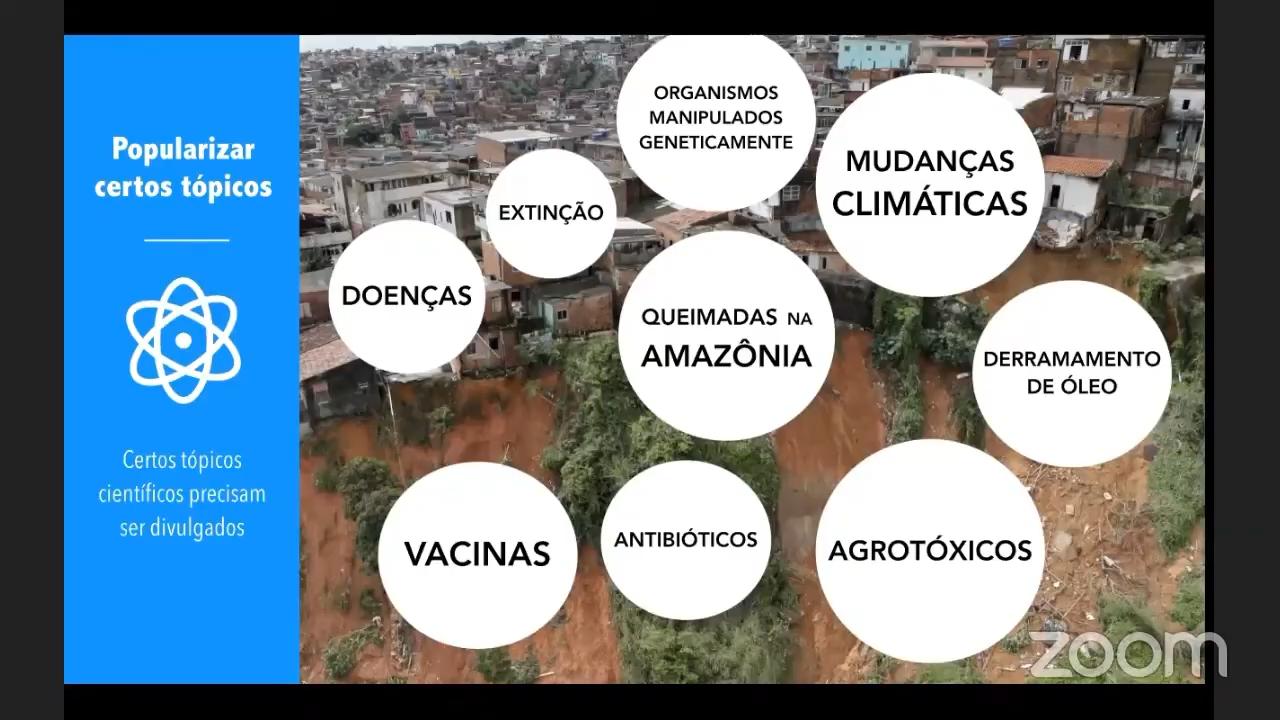 Popularizar
certos tópicos
Certos tópicos
científicos precisam
ser divulgados
ORGANISMOS
MANIPULADOS
GENETICAMENTE
MUDANÇAS
CLIMÁTICAS
EXTINÇÃO
DOENÇAS
QUEIMADAS NA
AMAZÔNIA
DERRAMAMENTO
DE ÓLEO
VACINAS
ANTIBIÓTICOS
AGROTÓXICOS
zoom